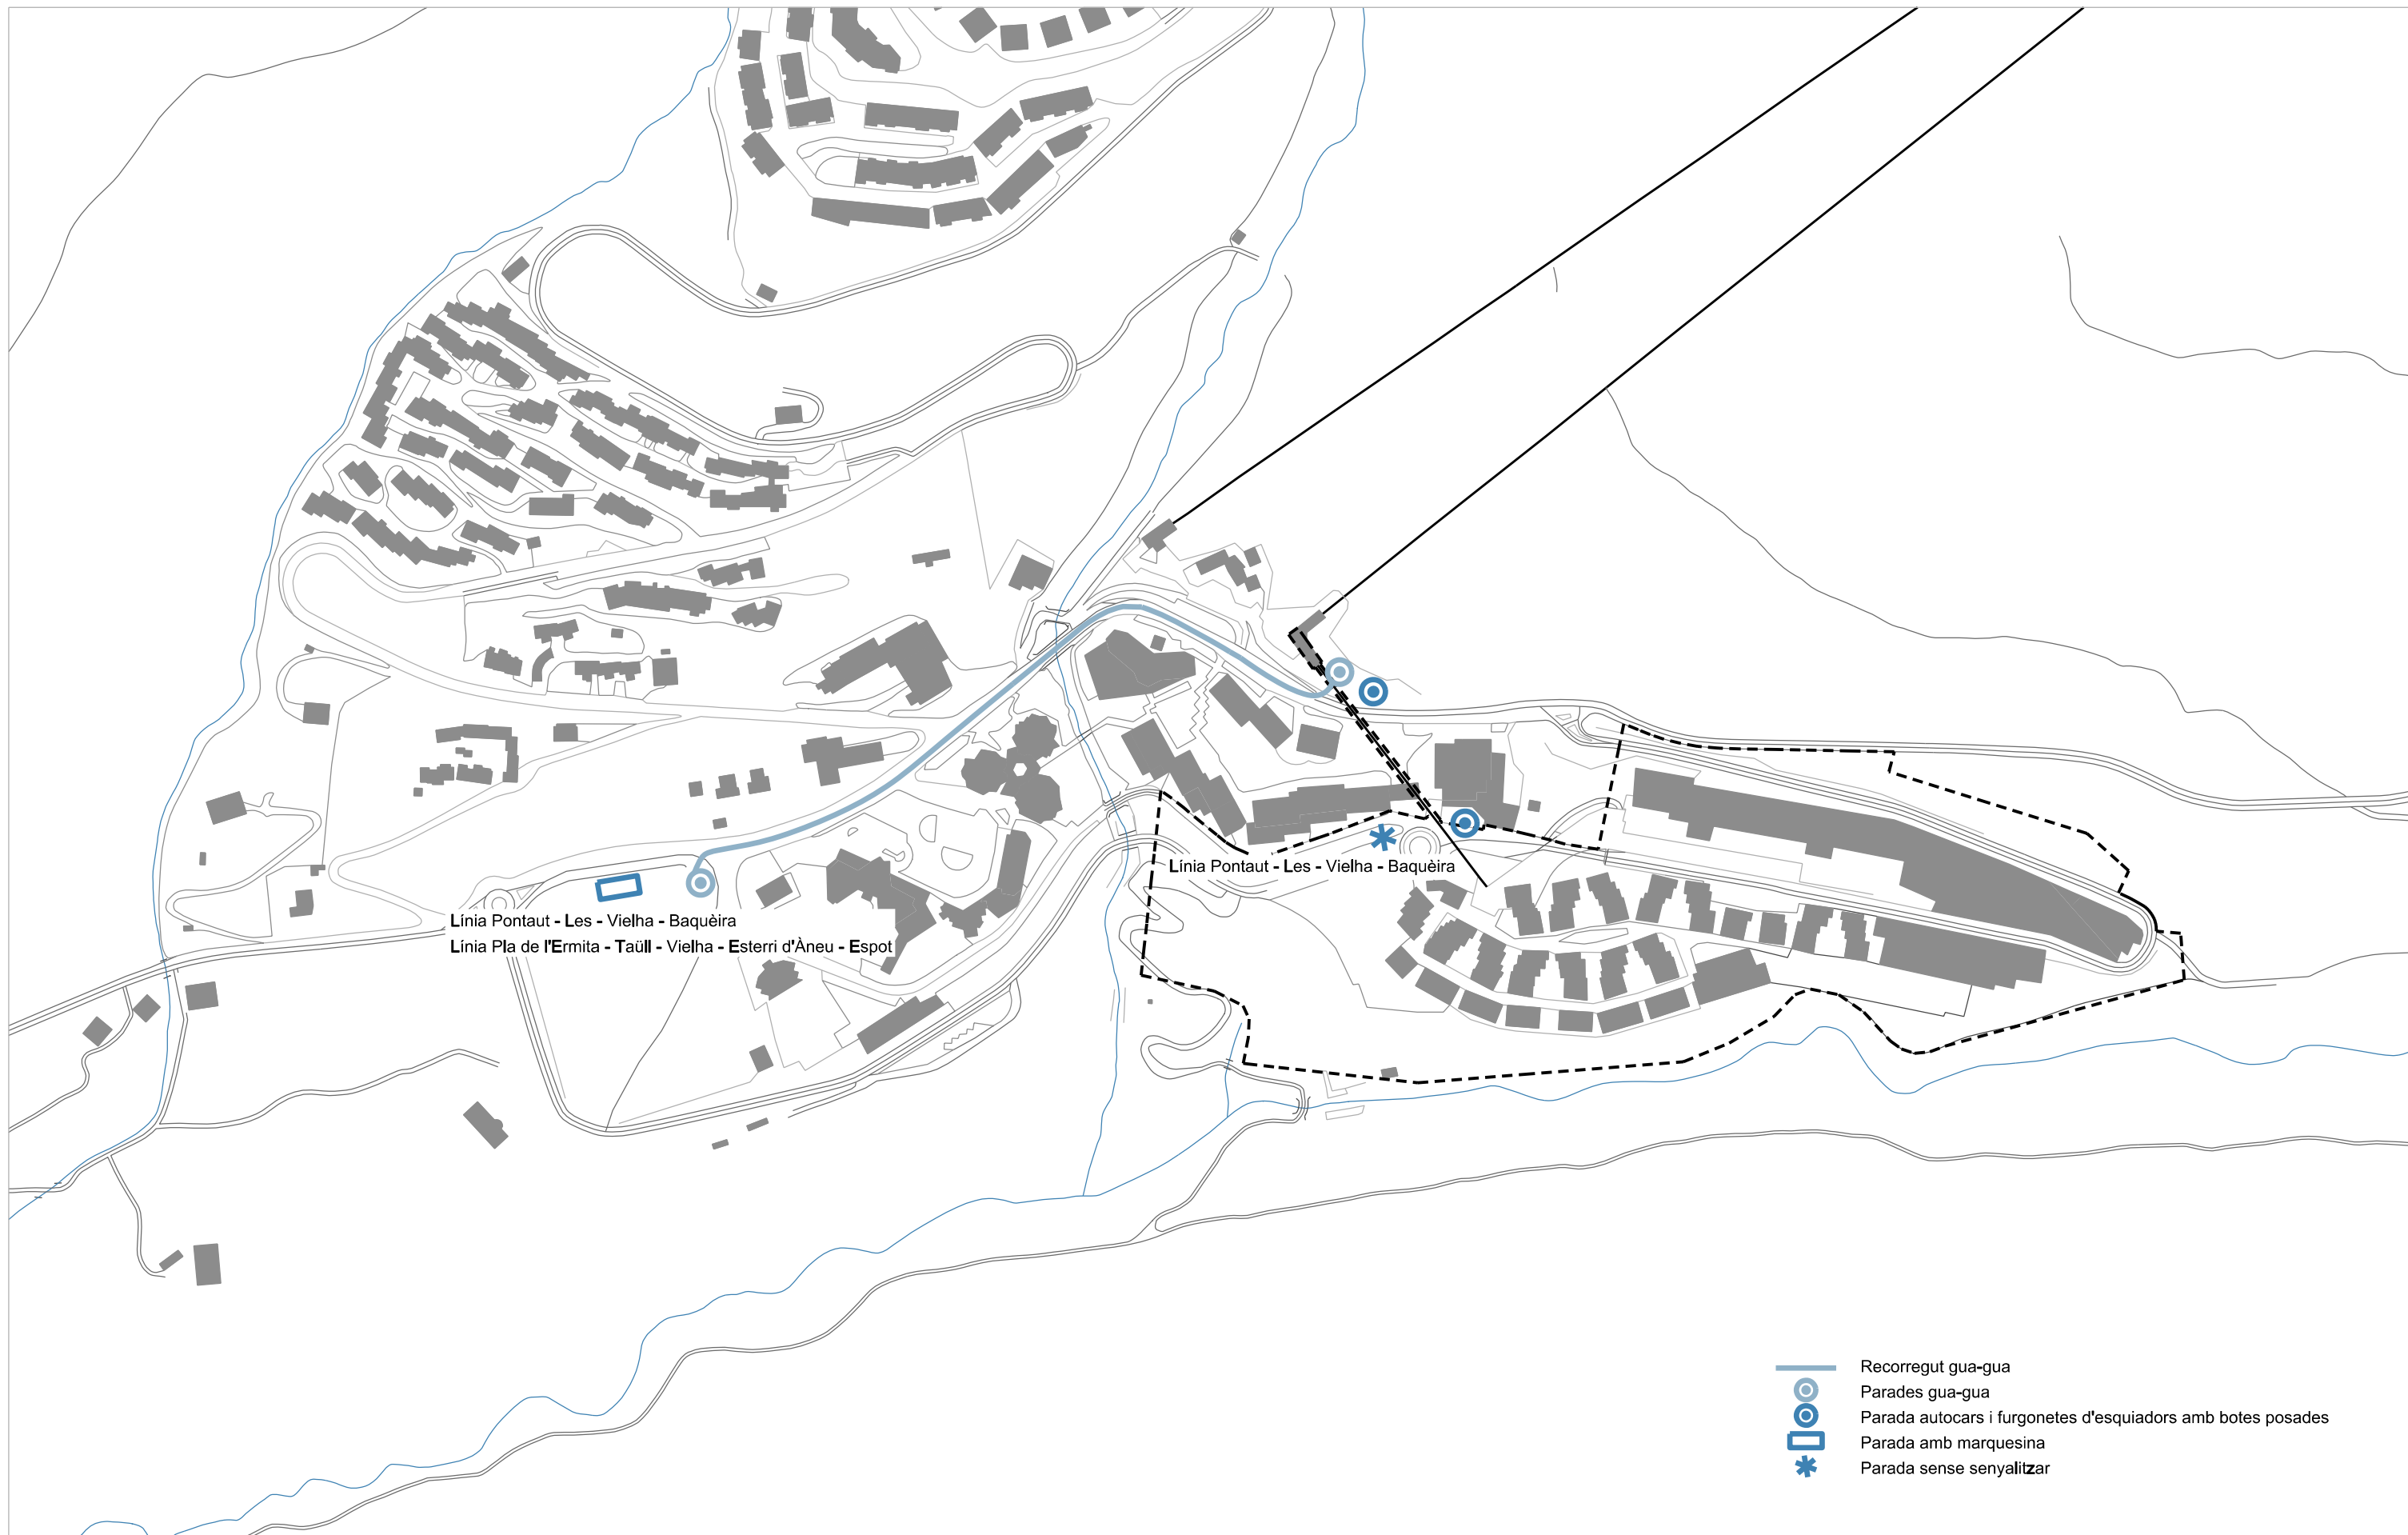 Línia Pontaut - Les - Vielha - Baquèira
Línia Pontaut - Les - Vielha - Baquèira
Línia Pla de l'Ermita - Taüll - Vielha - Esterri d'Àneu - Espot
Recorregut gua-gua
Parades gua-gua
Parada autocars i furgonetes d'esquiadors amb botes posades
Parada amb marquesina
Parada sense senyalitzar